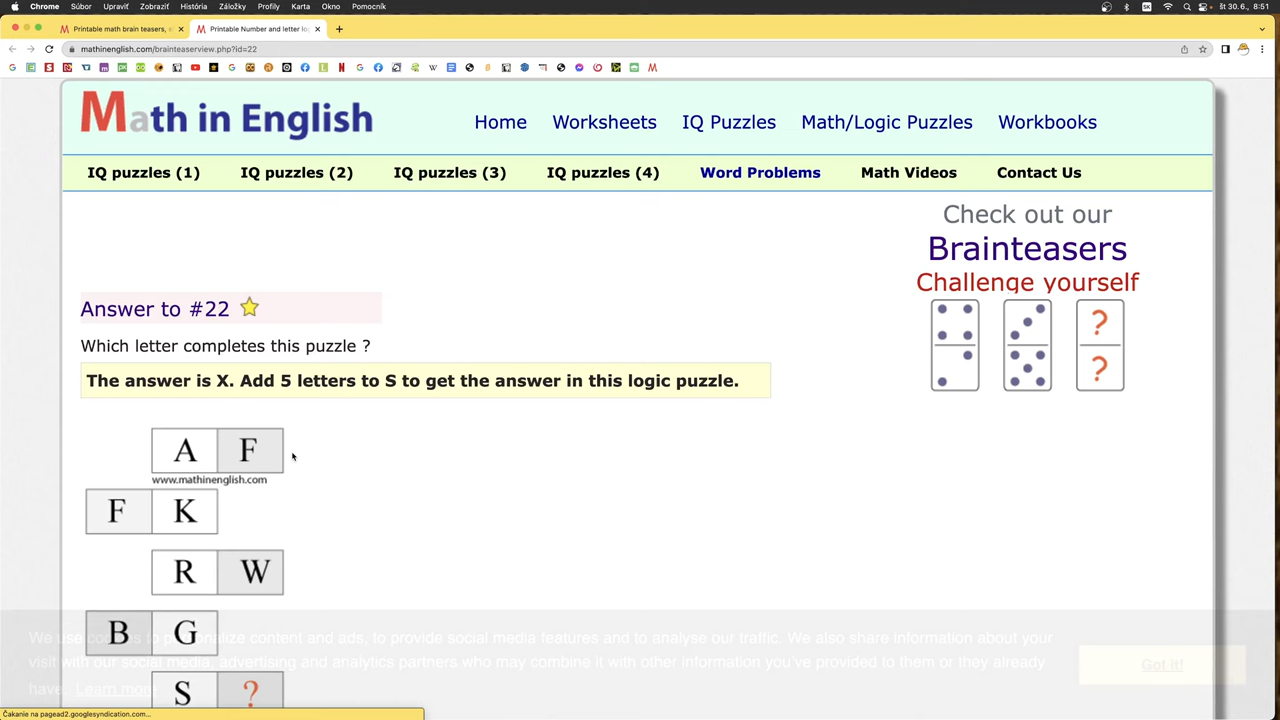 Chrome Súbor Upraviť Zobraziť História Záložky Profily Karta Okno Pomocník SK št 30.6. 8:51
Printable math brain teasers, Printable Number and letter lo
mathinenglish.com/brainteaserview.php?id=22
Math in English
Home Worksheets IQ Puzzles Math/Logic Puzzles Workbooks
IQ puzzles (1) IQ puzzles (2) IQ puzzles (3) IQ puzzles (4) Word Problems Math Videos Contact Us
Check out our
Brainteasers
Challenge yourself
?
?
Answer to #22
Which letter completes this puzzle ?
The answer is X. Add 5 letters to S to get the answer in this logic puzzle.
A F
www.mathinenglish.com
F K
R W
B G
S ?
We use cookies to personalize content and ads, to provide social media features and to analyse our traffic. We also share information about your
visit with our social media, advertising and analytics partners who may combine it with other information you've provided to them or they already
have. Learn more
Got it!
Čakanie na pagead2.googlesyndication.com...